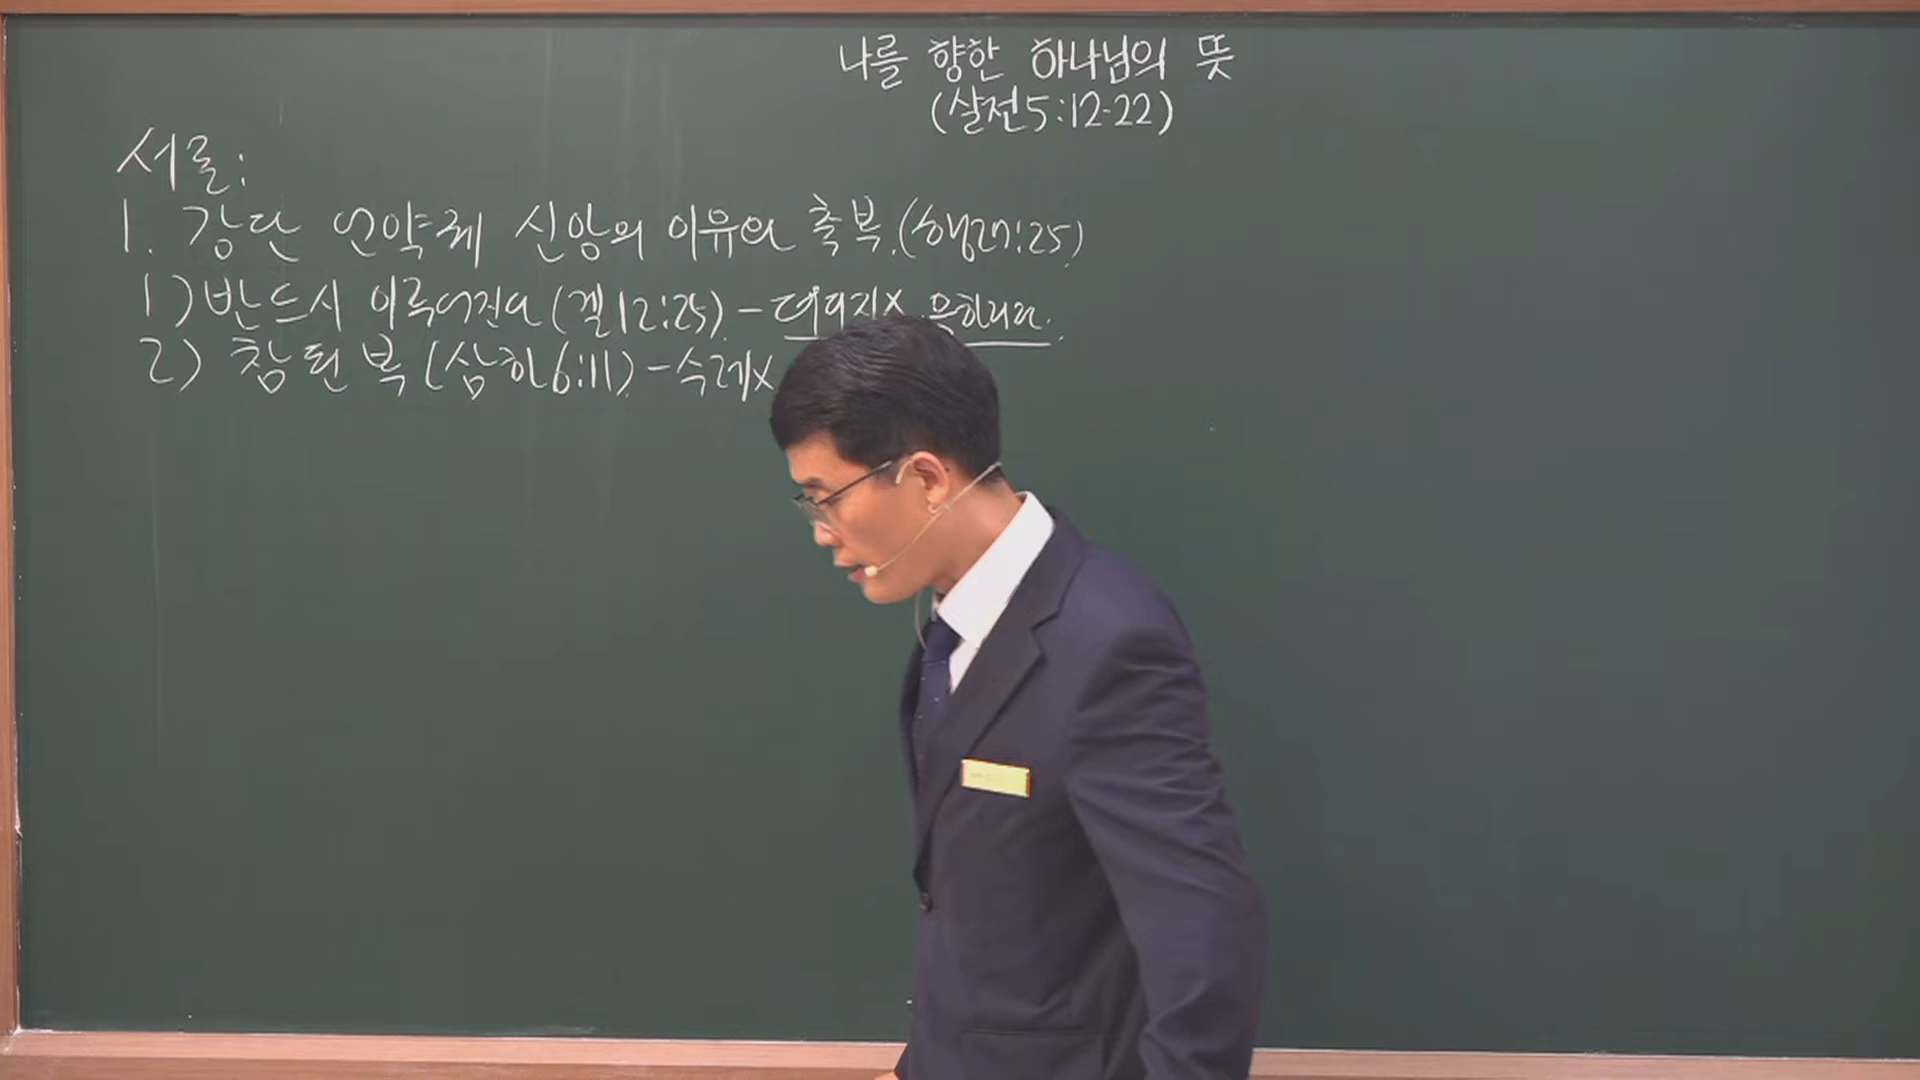 나를 향한 하나님의 뜻
(살전5:12-22)
서론:
1. 강단 언약궤 신앙의 이유와 축복.(행27:25)
1) 반드시 이루어진다 (겔12:25) - 더디지X 응하리라.
2) 참된 복 (삼하6:11) - 수레X